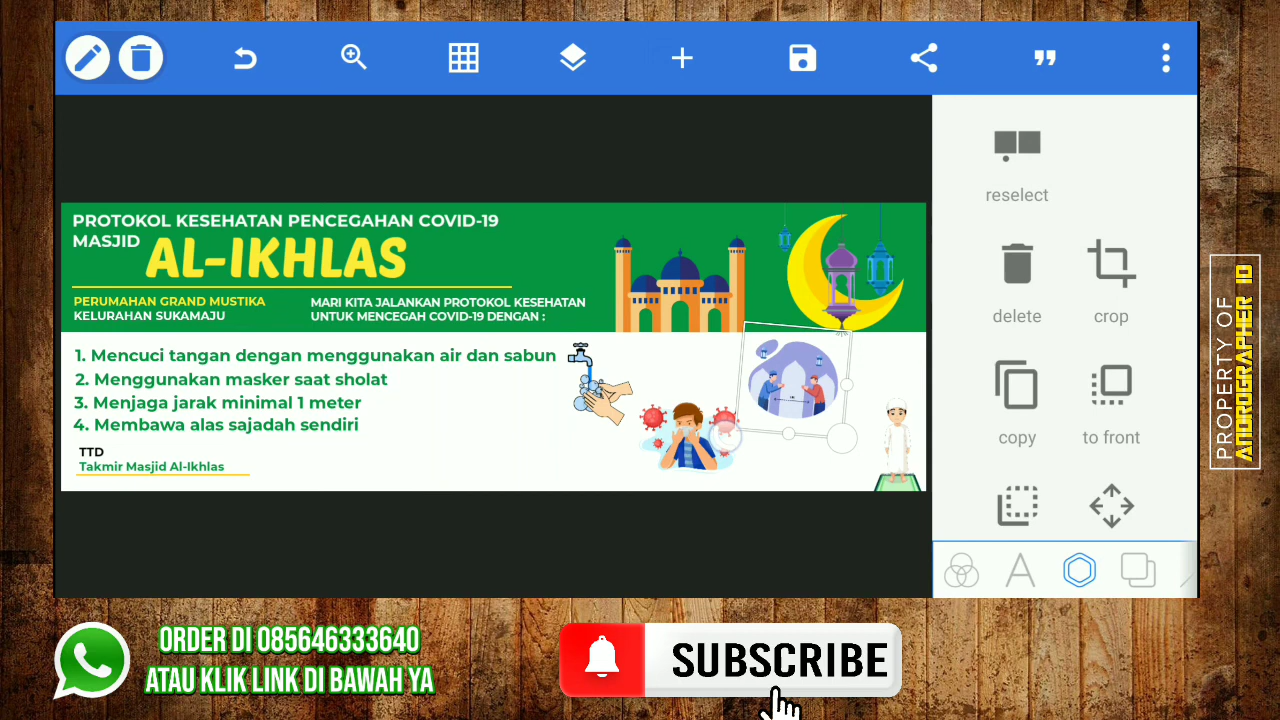 PROTOKOL KESEHATAN PENCEGAHAN COVID-19
MASJID AL-IKHLAS
PERUMAHAN GRAND MUSTIKA
KELURAHAN SUKAMAJU
MARI KITA JALANKAN PROTOKOL KESEHATAN
UNTUK MENCEGAH COVID-19 DENGAN :
1. Mencuci tangan dengan menggunakan air dan sabun
2. Menggunakan masker saat sholat
3. Menjaga jarak minimal 1 meter
4. Membawa alas sajadah sendiri
TTD
Takmir Masjid Al-Ikhlas
reselect
delete
crop
copy
to front
PROPERTY OF
ANDROGRAPHER ID
ORDER DI 085646333640
ATAU KLIK LINK DI BAWAH YA
SUBSCRIBE